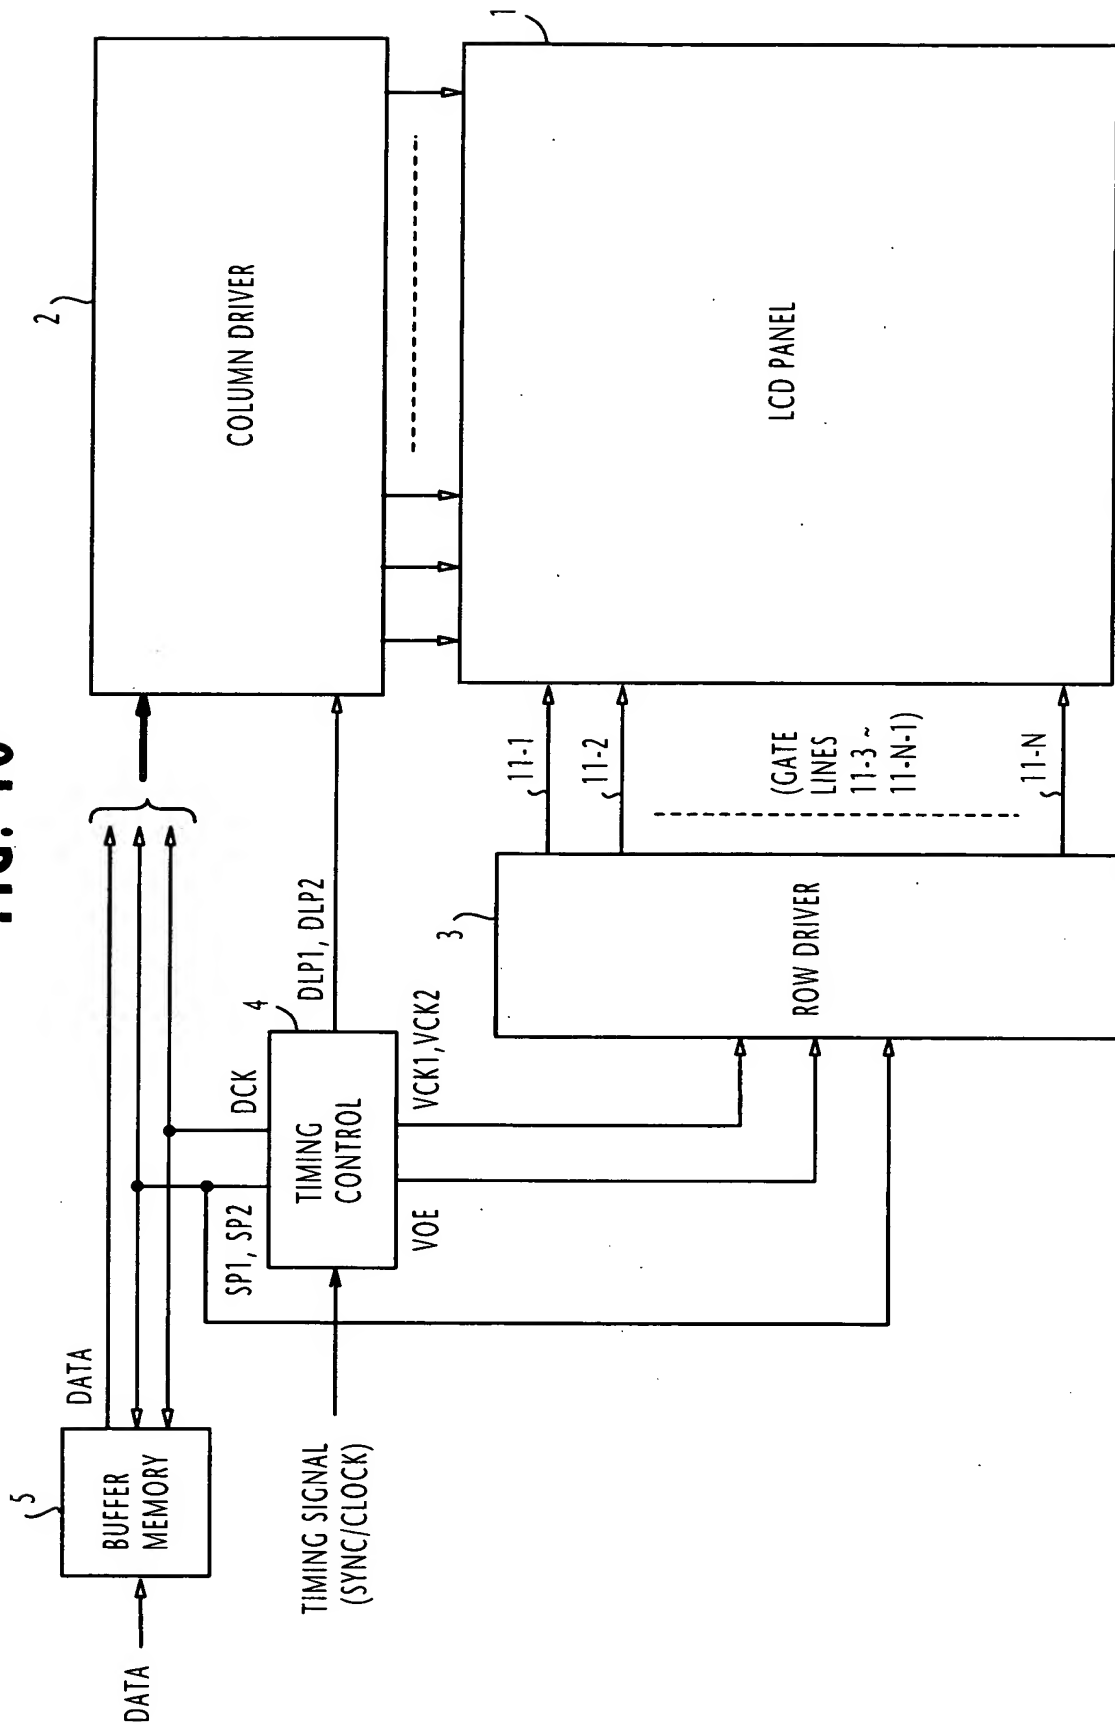 2
COLUMN DRIVER
1
LCD PANEL
5
BUFFER
MEMORY
DATA
DATA
SP1, SP2
DCK
4
TIMING
CONTROL
DLP1, DLP2
TIMING SIGNAL
(SYNC/CLOCK)
VOE
VCK1,VCK2
3
ROW DRIVER
11-1
11-2
(GATE
LINES
11-3 ~
11-N-1)
11-N